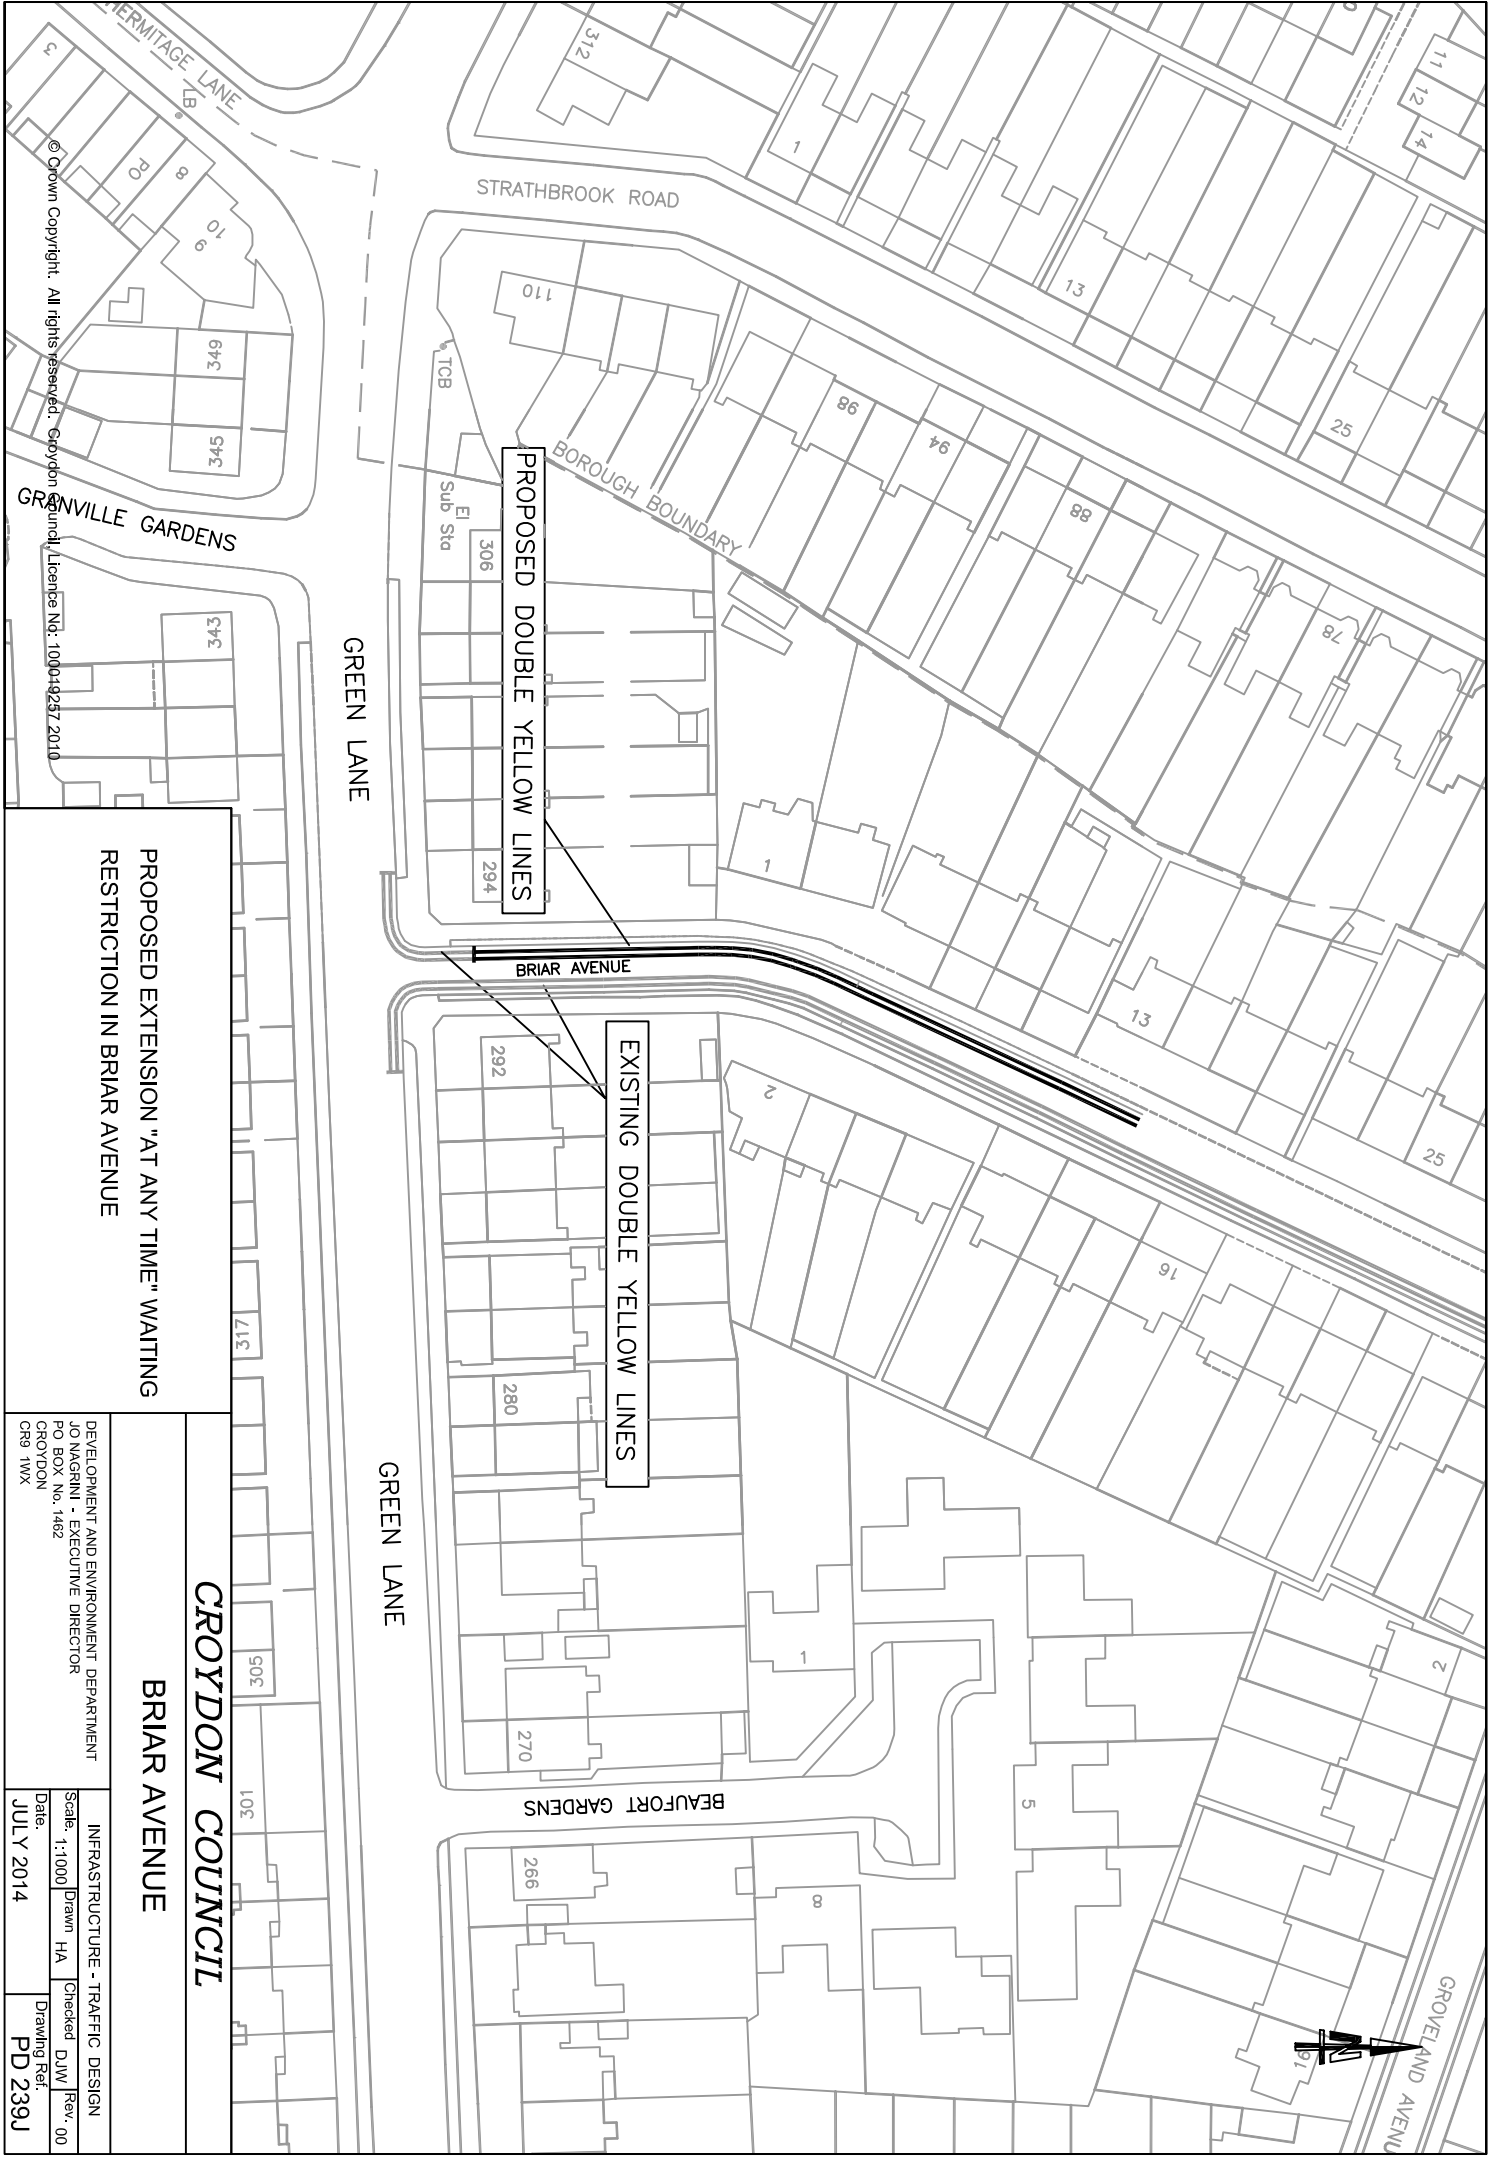 HERMITAGE LANE
LB
3
PO
8
9
10
349
345
343
© Crown Copyright. All rights reserved. Croydon Council, Licence No: 100019257 2010
GRANVILLE GARDENS
STRATHBROOK ROAD
312
1
13
25
11
12
14
110
98
94
88
78
TCB
El
Sub Sta
BOROUGH BOUNDARY
306
294
PROPOSED DOUBLE YELLOW LINES
GREEN LANE
1
13
25
BRIAR AVENUE
EXISTING DOUBLE YELLOW LINES
292
280
270
266
2
16
GREEN LANE
317
305
301
BEAUFORT GARDENS
1
5
8
2
19
GROVELAND AVENU
N
PROPOSED EXTENSION "AT ANY TIME" WAITING
RESTRICTION IN BRIAR AVENUE
CROYDON COUNCIL
BRIAR AVENUE
DEVELOPMENT AND ENVIRONMENT DEPARTMENT
JO NAGRINI - EXECUTIVE DIRECTOR
PO BOX No. 1462
CROYDON
CR9 1WX
INFRASTRUCTURE - TRAFFIC DESIGN
Scale. 1:1000 Drawn HA Checked DJW Rev. 00
Date. JULY 2014
Drawing Ref. PD 239J